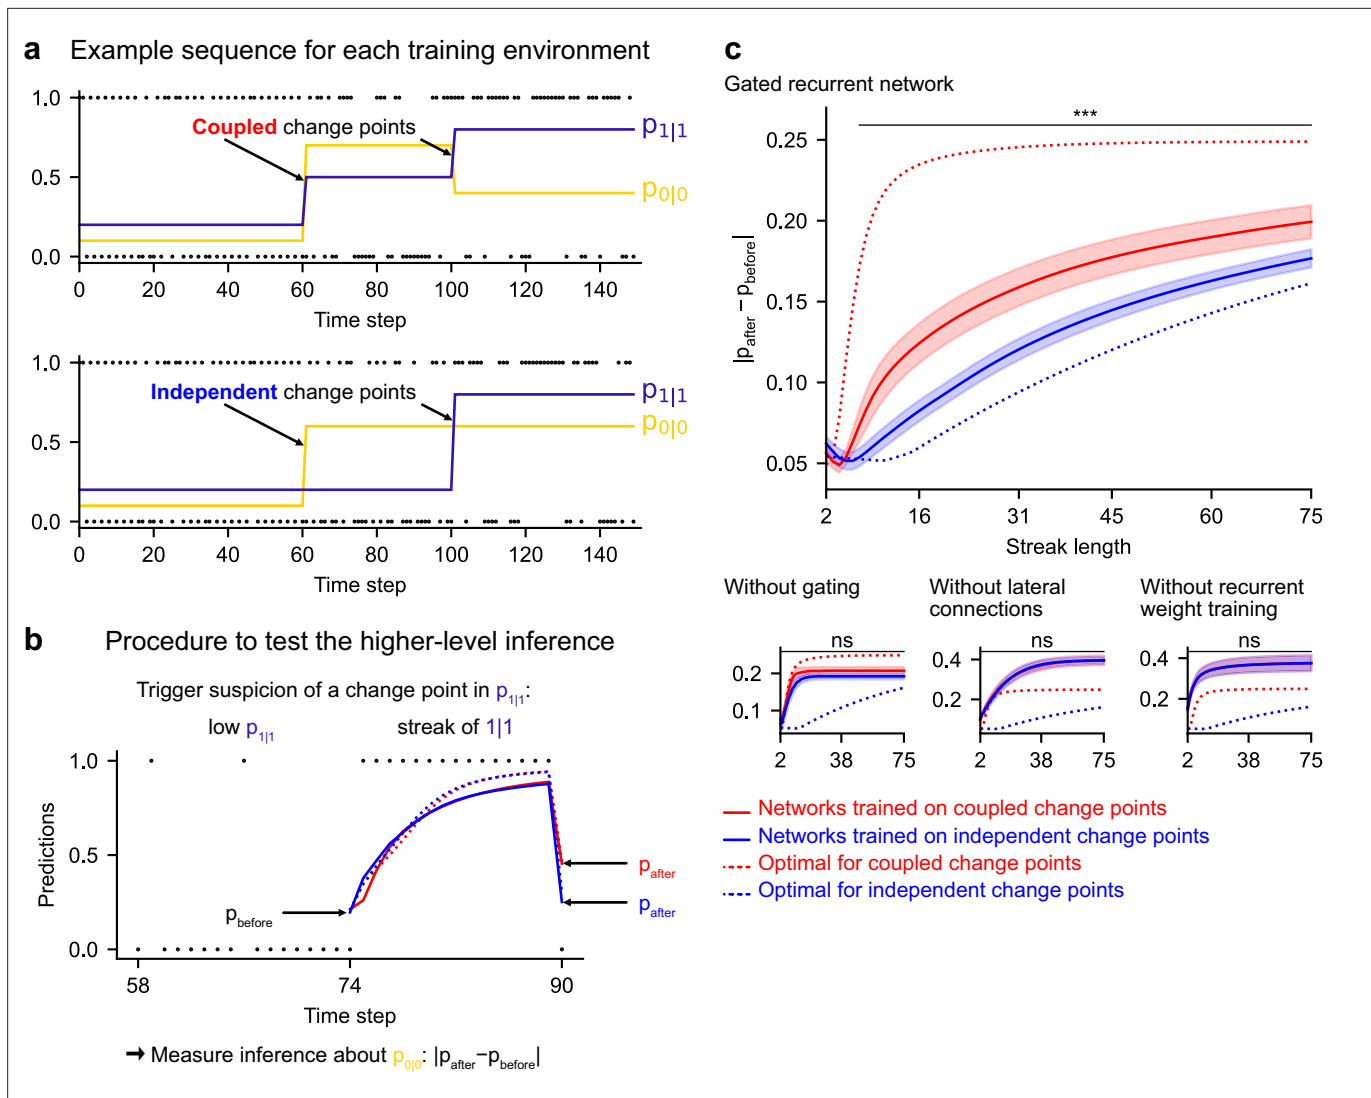 a Example sequence for each training environment
1.0
Coupled change points
p1|1
0.5
p0|0
0.0
0 20 40 60 80 100 120 140
Time step
1.0
Independent change points
p1|1
p0|0
0.5
0.0
0 20 40 60 80 100 120 140
Time step
b Procedure to test the higher-level inference
Trigger suspicion of a change point in p1|1:
low p1|1 streak of 1|1
1.0
Predictions
0.5
pafter
pbefore
pafter
0.0
58 74 90
Time step
➞ Measure inference about p0|0: |pafter−pbefore|
c
Gated recurrent network
***
0.25
0.20
|pafter − pbefore|
0.15
0.10
0.05
2 16 31 45 60 75
Streak length
Without gating
ns
0.2
0.1
2 38 75
Without lateral
connections
ns
0.4
0.2
2 38 75
Without recurrent
weight training
ns
0.4
0.2
2 38 75
Networks trained on coupled change points
Networks trained on independent change points
Optimal for coupled change points
Optimal for independent change points